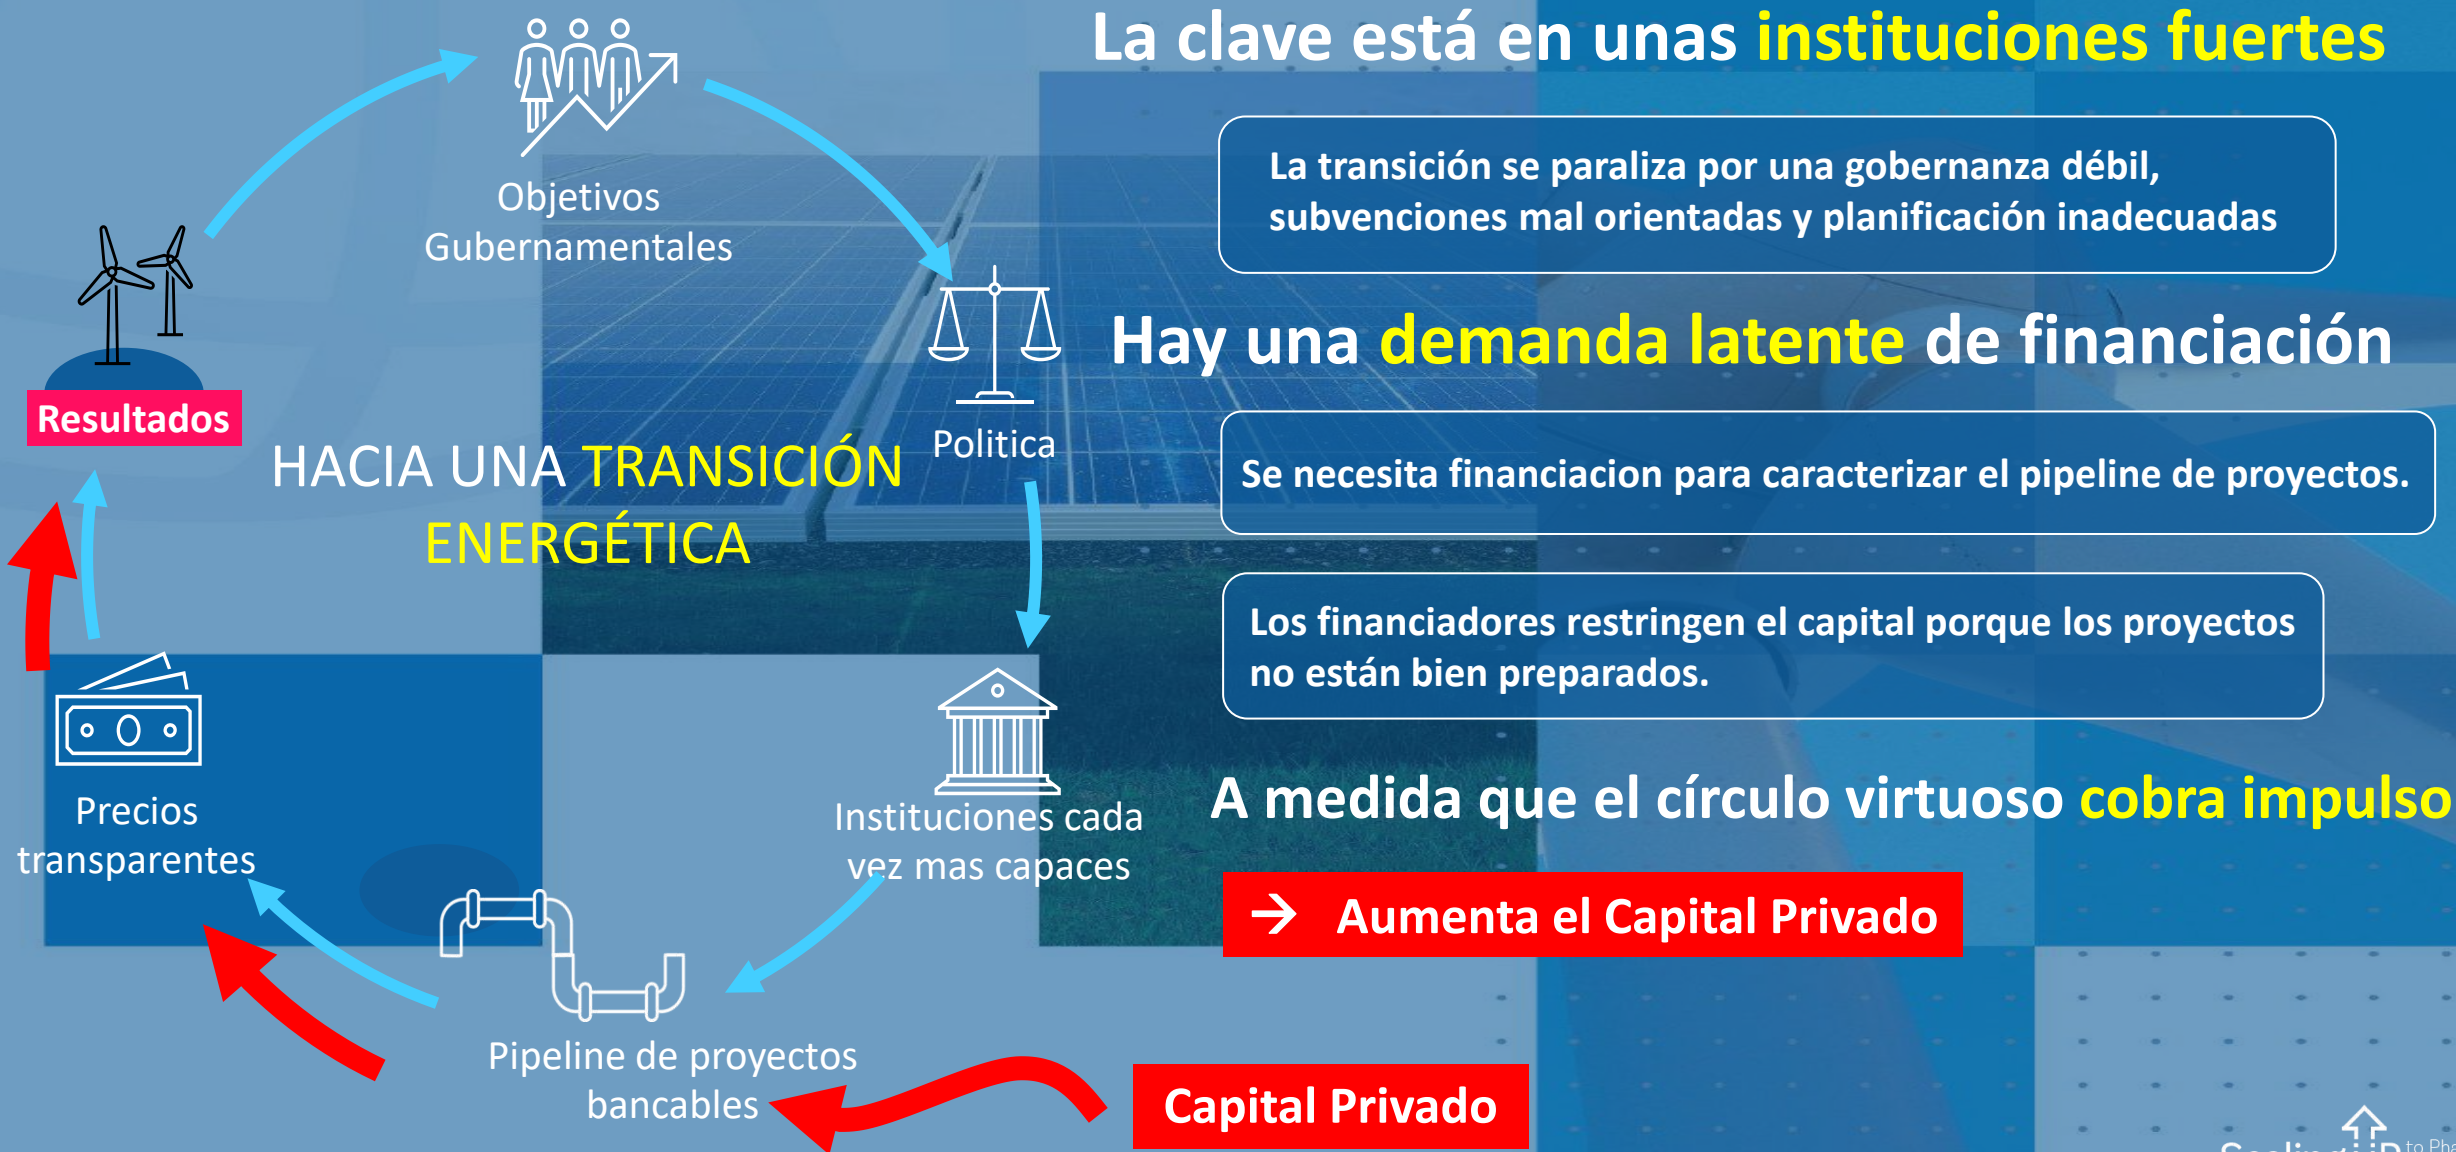 La clave está en unas instituciones fuertes
La transición se paraliza por una gobernanza débil,
subvenciones mal orientadas y planificación inadecuadas
Hay una demanda latente de financiación
Se necesita financiacion para caracterizar el pipeline de proyectos.
Los financiadores restringen el capital porque los proyectos
no están bien preparados.
A medida que el círculo virtuoso cobra impulso
→ Aumenta el Capital Privado
Capital Privado
HACIA UNA TRANSICIÓN
ENERGÉTICA
Objetivos
Gubernamentales
Politica
Instituciones cada
vez mas capaces
Pipeline de proyectos
bancables
Precios
transparentes
Resultados